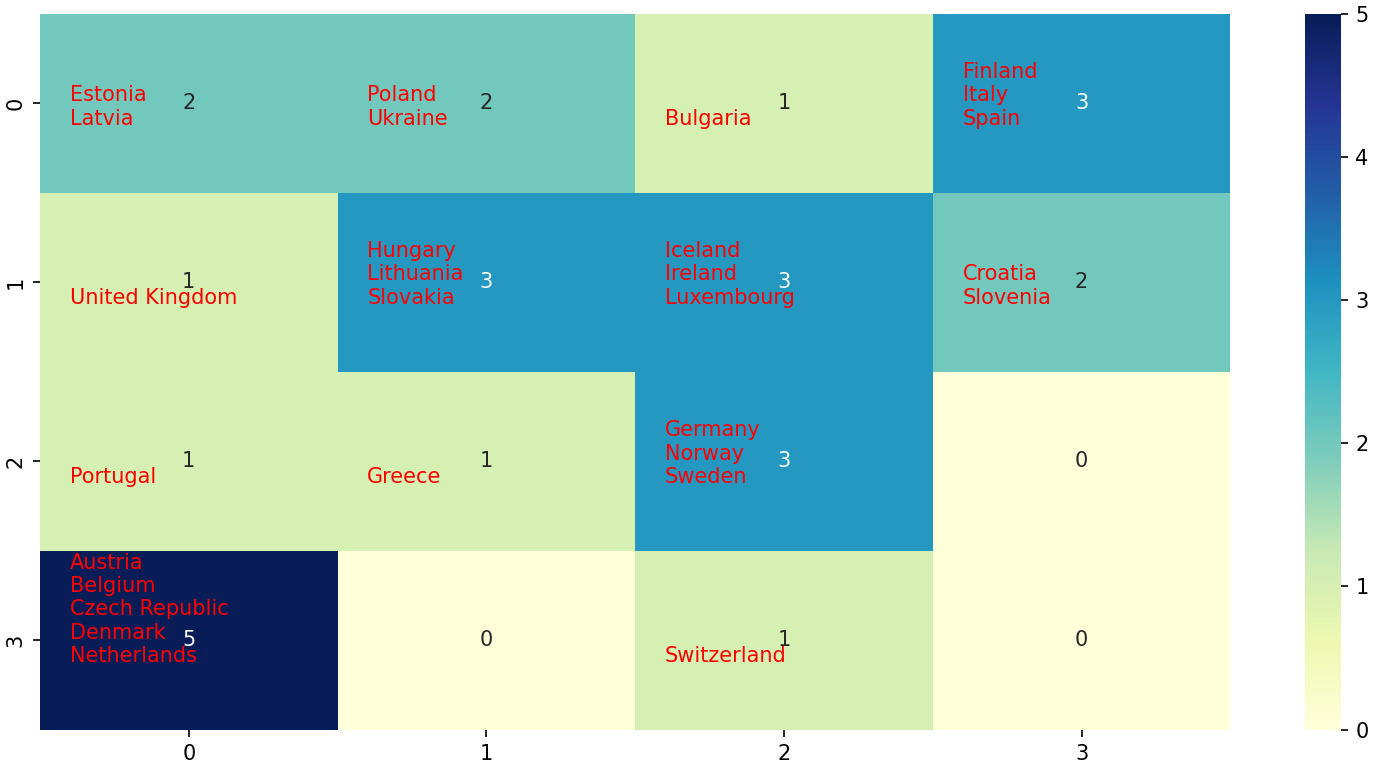 0
Estonia
Latvia
2
Poland
Ukraine
2
Bulgaria
1
Finland
Italy
Spain
3
1
United Kingdom
1
Hungary
Lithuania
Slovakia
3
Iceland
Ireland
Luxembourg
3
Croatia
Slovenia
2
2
Portugal
1
Greece
1
Germany
Norway
Sweden
3
0
3
Austria
Belgium
Czech Republic
Denmark
Netherlands
5
0
Switzerland
1
0
0
1
2
3
5
4
3
2
1
0